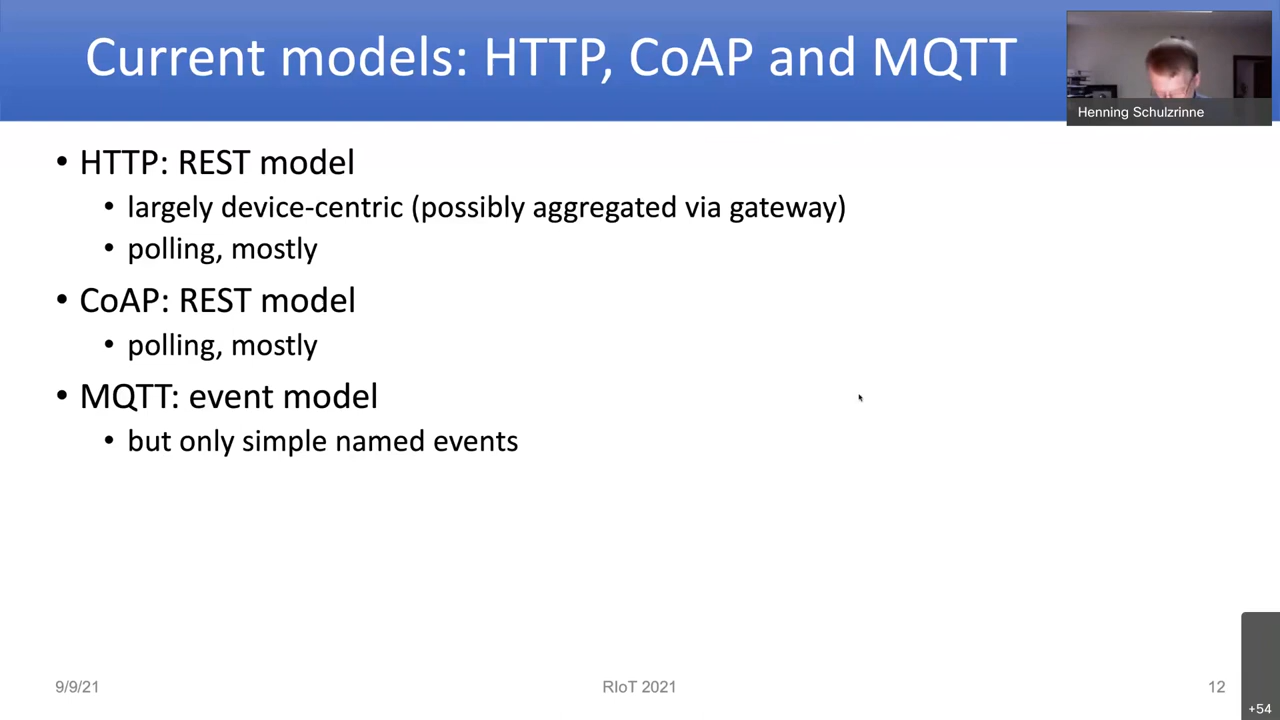 Current models: HTTP, CoAP and MQTT
Henning Schulzrinne
• HTTP: REST model
• largely device-centric (possibly aggregated via gateway)
• polling, mostly
• CoAP: REST model
• polling, mostly
• MQTT: event model
• but only simple named events
9/9/21
RIoT 2021
12
+54